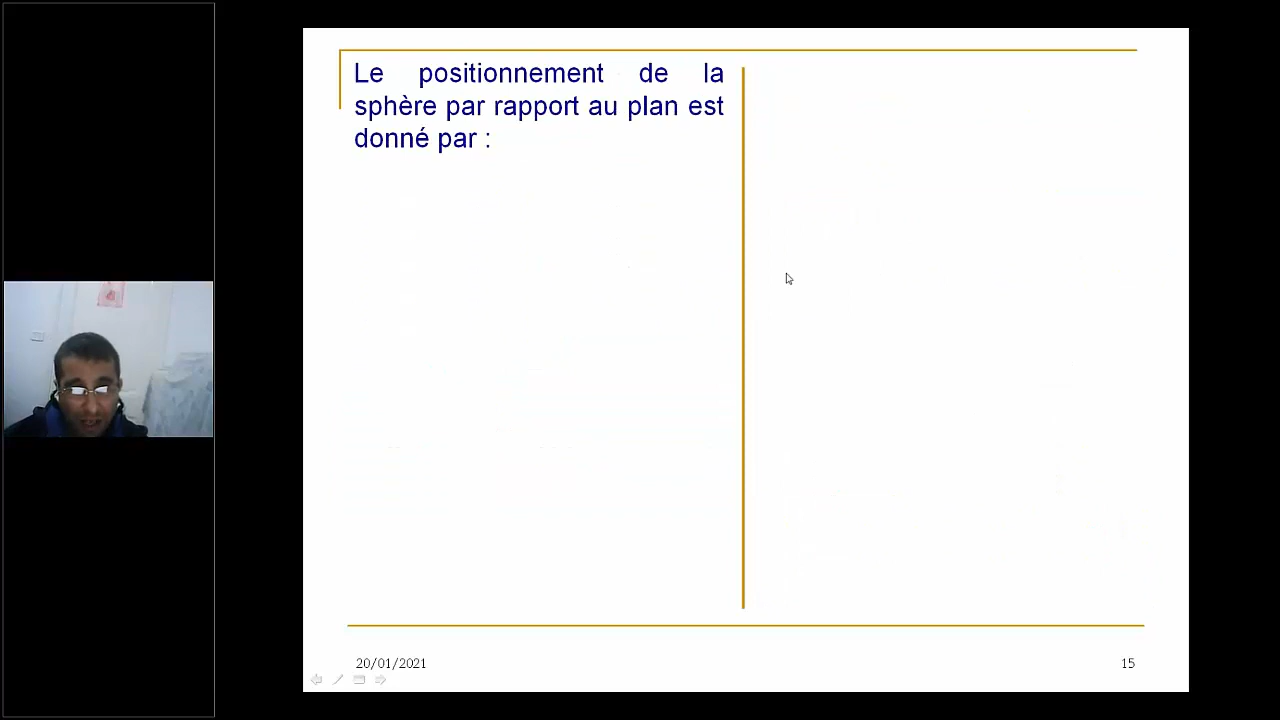 Le positionnement de la
sphère par rapport au plan est
donné par :
20/01/2021
15